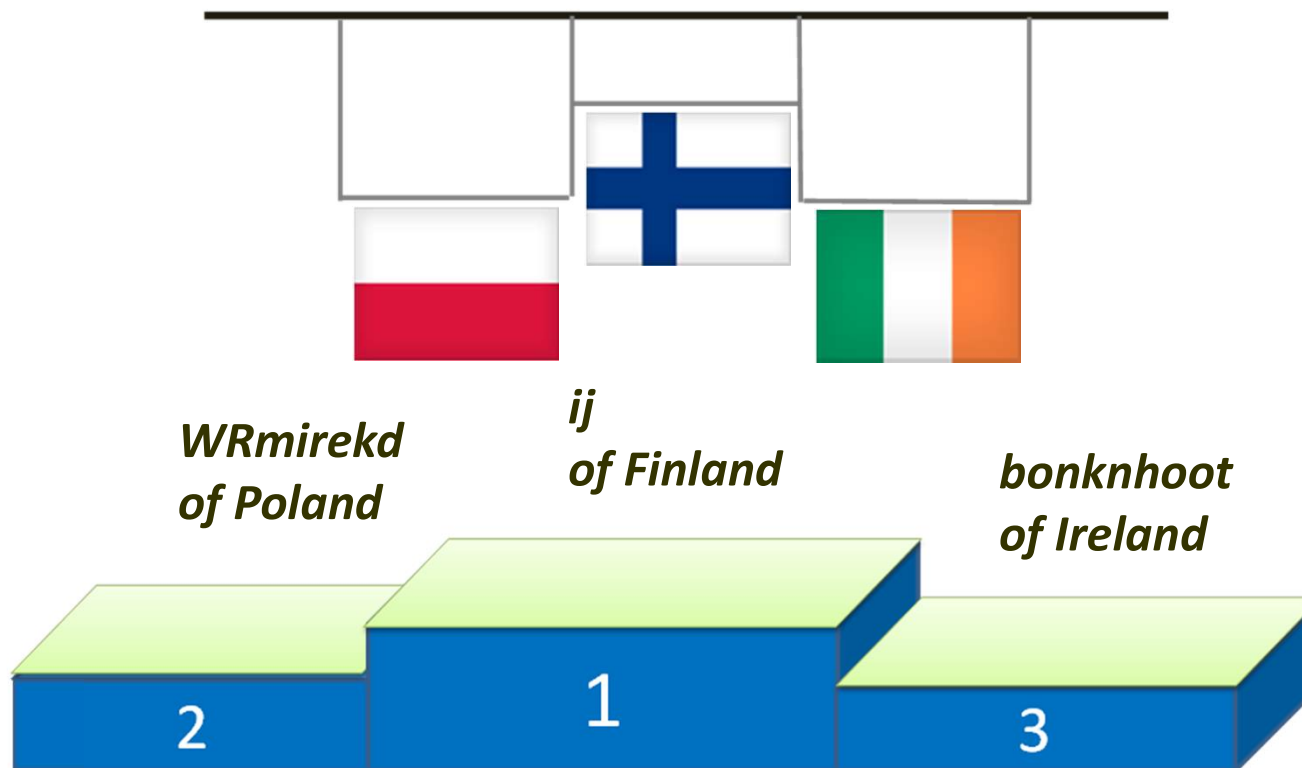 WRmirekd
of Poland
ij
of Finland
bonknhoot
of Ireland
2
1
3